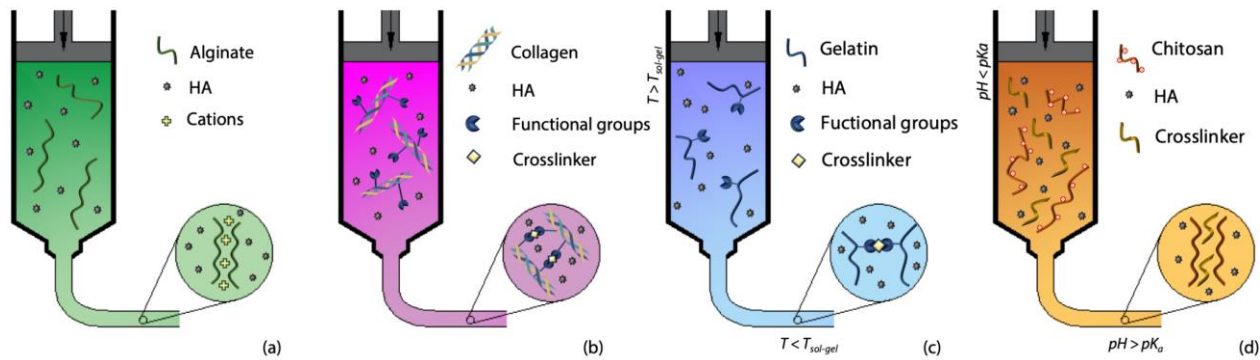 Alginate
HA
Cations
(a)
Collagen
HA
Functional groups
Crosslinker
(b)
T > Tsol-gel
Gelatin
HA
Fuctional groups
Crosslinker
T < Tsol-gel
(c)
pH < pKa
Chitosan
HA
Crosslinker
pH > pKa
(d)